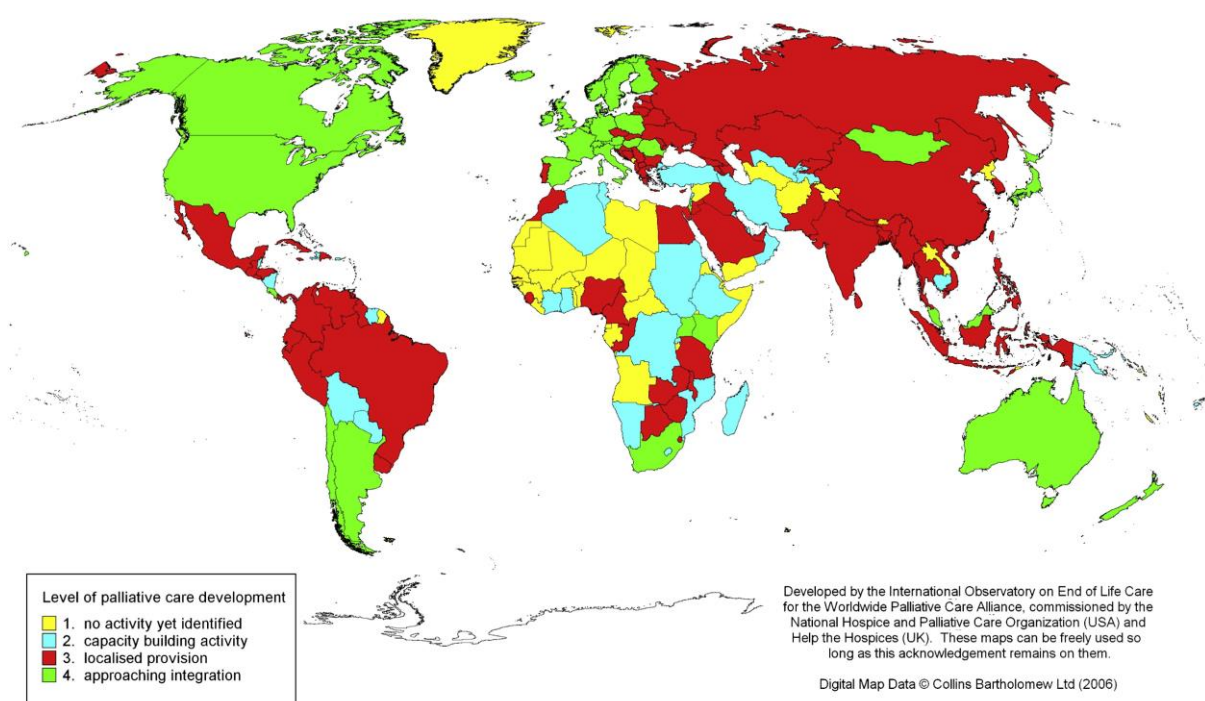 Level of palliative care development
1. no activity yet identified
2. capacity building activity
3. localised provision
4. approaching integration
Developed by the International Observatory on End of Life Care
for the Worldwide Palliative Care Alliance, commissioned by the
National Hospice and Palliative Care Organization (USA) and
Help the Hospices (UK). These maps can be freely used so
long as this acknowledgement remains on them.
Digital Map Data © Collins Bartholomew Ltd (2006)